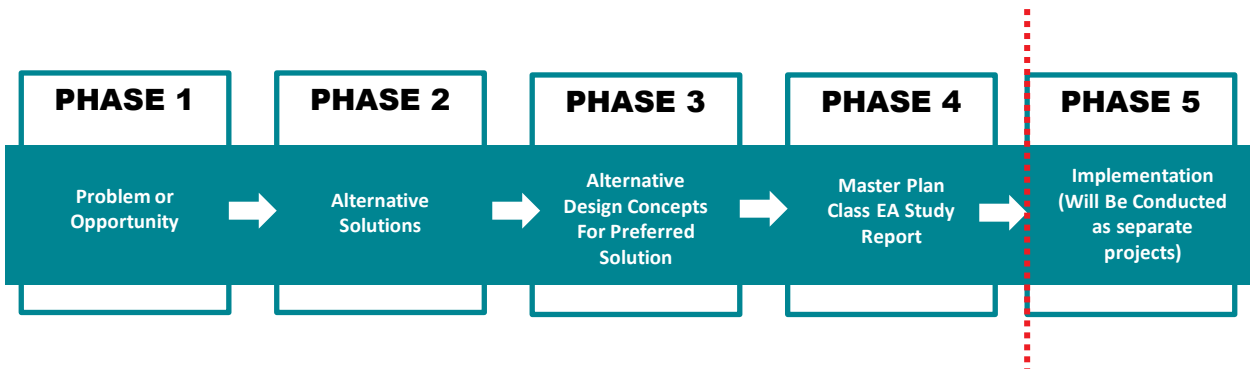 PHASE 1
Problem or
Opportunity
PHASE 2
Alternative
Solutions
PHASE 3
Alternative
Design Concepts
For Preferred
Solution
PHASE 4
Master Plan
Class EA Study
Report
PHASE 5
Implementation
(Will Be Conducted
as separate
projects)